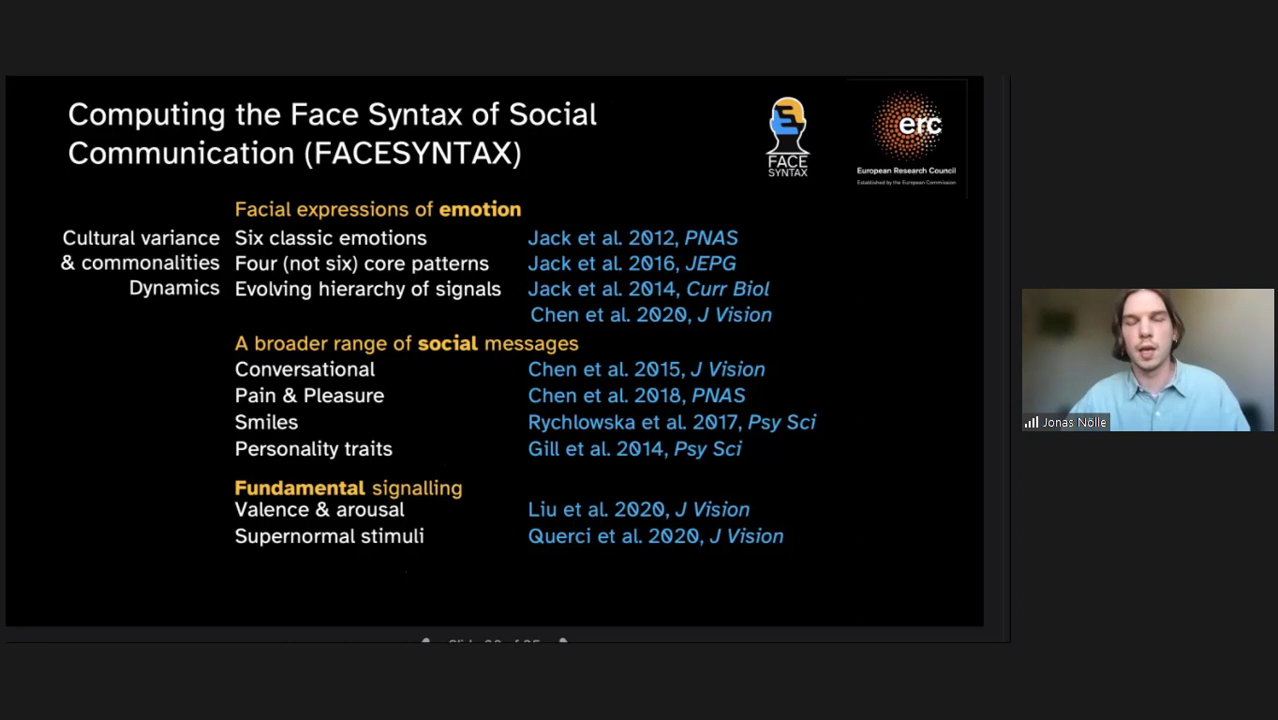 Computing the Face Syntax of Social
Communication (FACESYNTAX)
FACE
SYNTAX
erc
European Research Council
Established by the European Commission
Facial expressions of emotion
Cultural variance Six classic emotions Jack et al. 2012, PNAS
& commonalities Four (not six) core patterns Jack et al. 2016, JEPG
Dynamics Evolving hierarchy of signals Jack et al. 2014, Curr Biol
Chen et al. 2020, J Vision
A broader range of social messages
Conversational Chen et al. 2015, J Vision
Pain & Pleasure Chen et al. 2018, PNAS
Smiles Rychlowska et al. 2017, Psy Sci
Personality traits Gill et al. 2014, Psy Sci
Fundamental signalling
Valence & arousal Liu et al. 2020, J Vision
Supernormal stimuli Querci et al. 2020, J Vision
Jonas Nölle